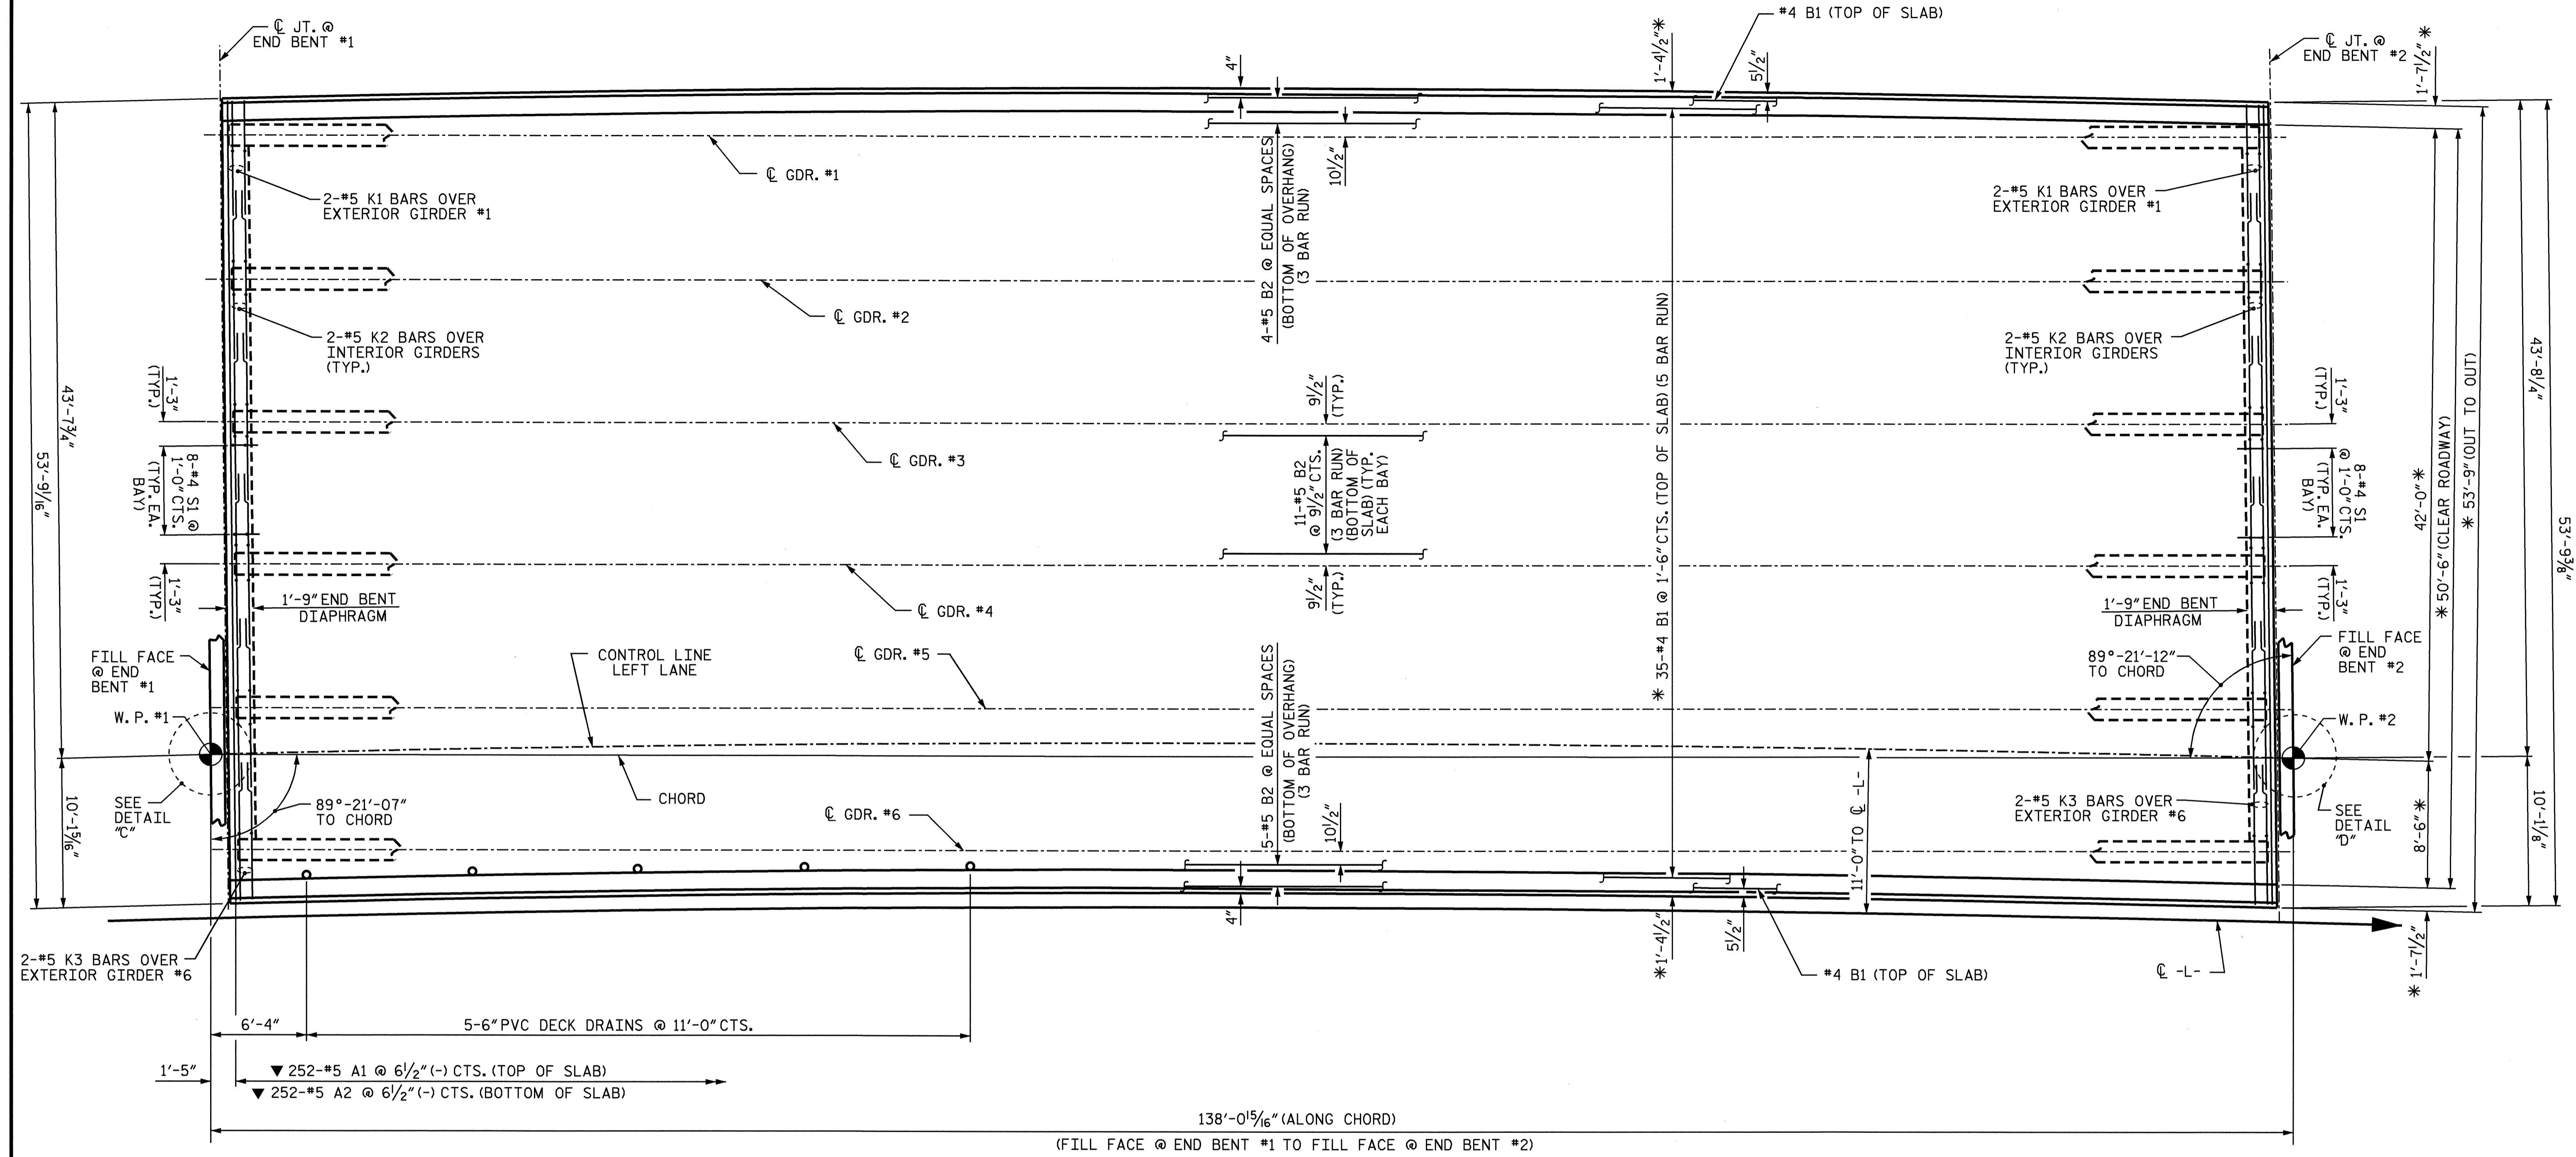 ℄ JT. @
END BENT #1
4"
1'-4½"*
5½"
#4 B1 (TOP OF SLAB)
℄ JT. @
END BENT #2
1'-7½"*
℄ GDR. #1
10½"
4-#5 B2 @ EQUAL SPACES
(BOTTOM OF OVERHANG)
(3 BAR RUN)
2-#5 K1 BARS OVER
EXTERIOR GIRDER #1
2-#5 K1 BARS OVER
EXTERIOR GIRDER #1
℄ GDR. #2
2-#5 K2 BARS OVER
INTERIOR GIRDERS
(TYP.)
2-#5 K2 BARS OVER
INTERIOR GIRDERS
(TYP.)
53'-9 1/16"
43'-7¾"
1'-3"
(TYP.)
8-#4 S1 @
1'-0" CTS.
(TYP. EA.
BAY)
1'-3"
(TYP.)
9½"
(TYP.)
℄ GDR. #3
11-#5 B2
@ 9½" CTS.
(3 BAR RUN)
(BOTTOM OF
SLAB) (TYP.
EACH BAY)
9½"
(TYP.)
* 35-#4 B1 @ 1'-6" CTS. (TOP OF SLAB) (5 BAR RUN)
1'-3"
(TYP.)
8-#4 S1
@ 1'-0" CTS.
(TYP. EA.
BAY)
1'-3"
(TYP.)
42'-0"*
* 50'-6" (CLEAR ROADWAY)
* 53'-9" (OUT TO OUT)
43'-8¼"
53'-9⅜"
1'-9" END BENT
DIAPHRAGM
℄ GDR. #4
1'-9" END BENT
DIAPHRAGM
FILL FACE
@ END
BENT #1
W.P. #1
CONTROL LINE
LEFT LANE
℄ GDR. #5
89°-21'-12"
TO CHORD
FILL FACE
@ END
BENT #2
W.P. #2
5-#5 B2 @ EQUAL SPACES
(BOTTOM OF OVERHANG)
(3 BAR RUN)
SEE
DETAIL
"C"
89°-21'-07"
TO CHORD
CHORD
℄ GDR. #6
10½"
11'-0" TO ℄ -L-
2-#5 K3 BARS OVER
EXTERIOR GIRDER #6
SEE
DETAIL
"D"
10'-1 5/16"
8'-6"*
10'-1⅛"
2-#5 K3 BARS OVER
EXTERIOR GIRDER #6
4"
*1'-4½"
5½"
#4 B1 (TOP OF SLAB)
℄ -L-
* 1'-7½"
6'-4"
5-6" PVC DECK DRAINS @ 11'-0" CTS.
1'-5"
▼ 252-#5 A1 @ 6½" (-) CTS. (TOP OF SLAB)
▼ 252-#5 A2 @ 6½" (-) CTS. (BOTTOM OF SLAB)
138'-0 15/16" (ALONG CHORD)
(FILL FACE @ END BENT #1 TO FILL FACE @ END BENT #2)